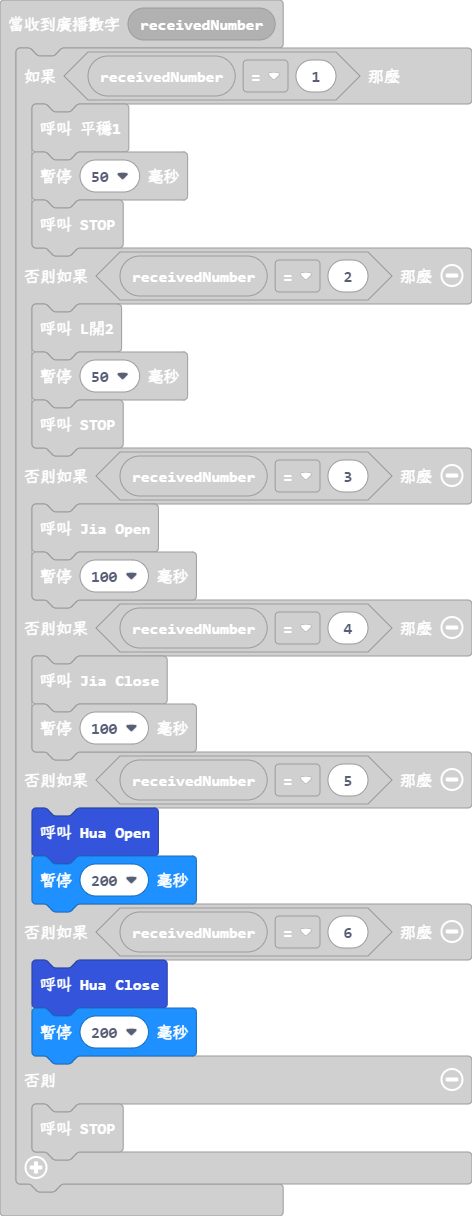 當收到廣播數字 receivedNumber
如果 receivedNumber = 1 那麼
呼叫 平穩1
暫停 50 毫秒
呼叫 STOP
否則如果 receivedNumber = 2 那麼
呼叫 L開2
暫停 50 毫秒
呼叫 STOP
否則如果 receivedNumber = 3 那麼
呼叫 Jia Open
暫停 100 毫秒
否則如果 receivedNumber = 4 那麼
呼叫 Jia Close
暫停 100 毫秒
否則如果 receivedNumber = 5 那麼
呼叫 Hua Open
暫停 200 毫秒
否則如果 receivedNumber = 6 那麼
呼叫 Hua Close
暫停 200 毫秒
否則
呼叫 STOP